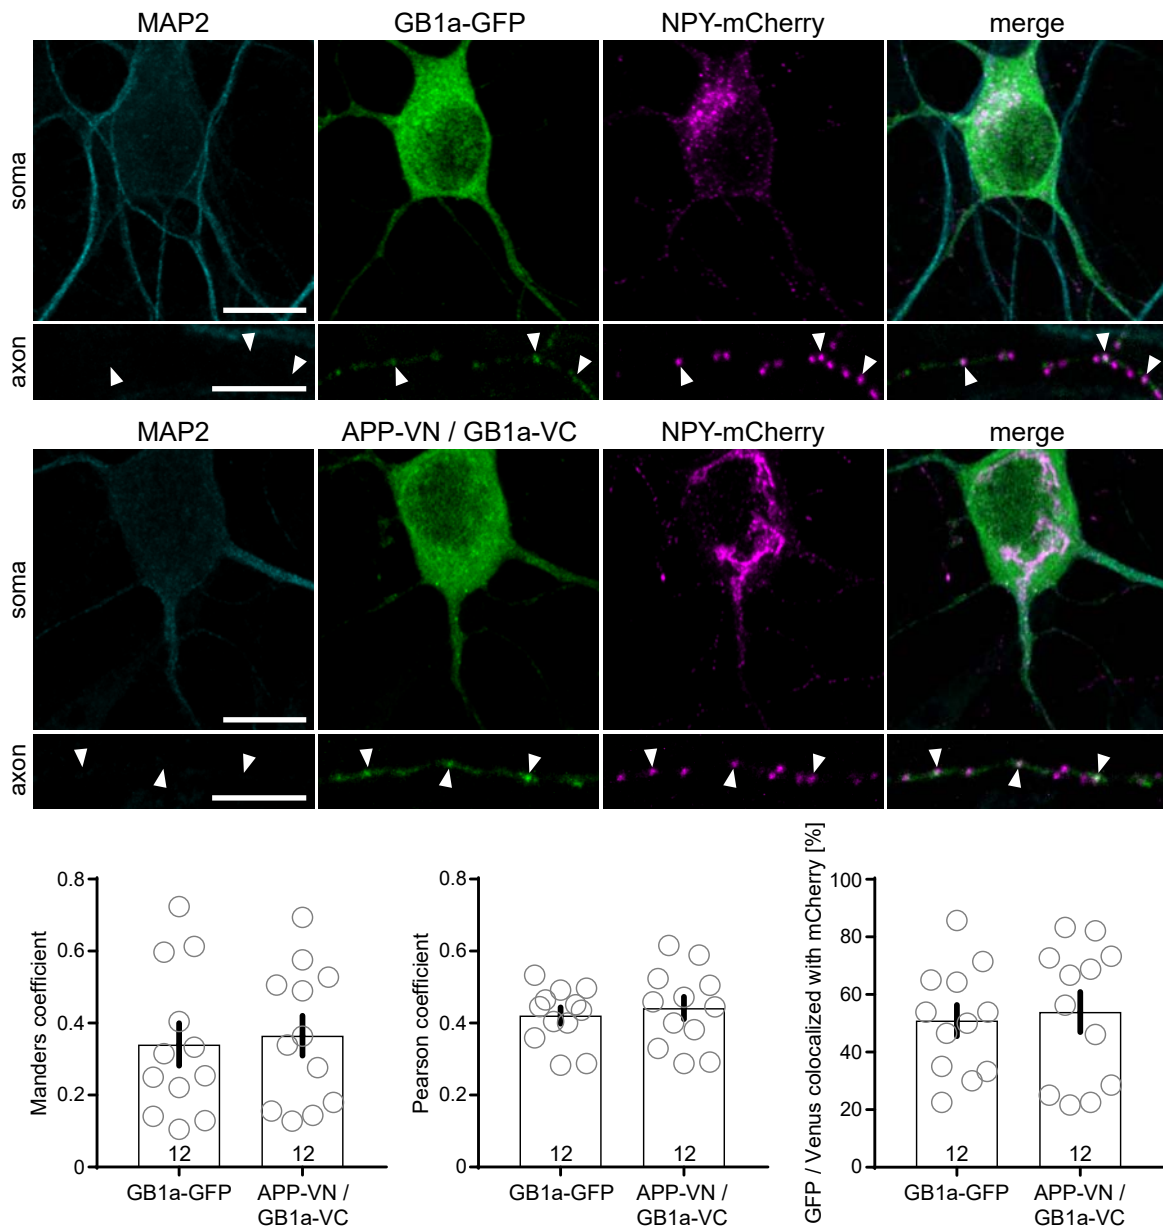 MAP2 GB1a-GFP NPY-mCherry merge
soma
axon
MAP2 APP-VN / GB1a-VC NPY-mCherry merge
soma
axon
Manders coefficient
0.8
0.6
0.4
0.2
0
12 12
GB1a-GFP APP-VN /
GB1a-VC
Pearson coefficient
0.8
0.6
0.4
0.2
0
12 12
GB1a-GFP APP-VN /
GB1a-VC
GFP / Venus colocalized with mCherry [%]
100
80
60
40
20
0
12 12
GB1a-GFP APP-VN /
GB1a-VC